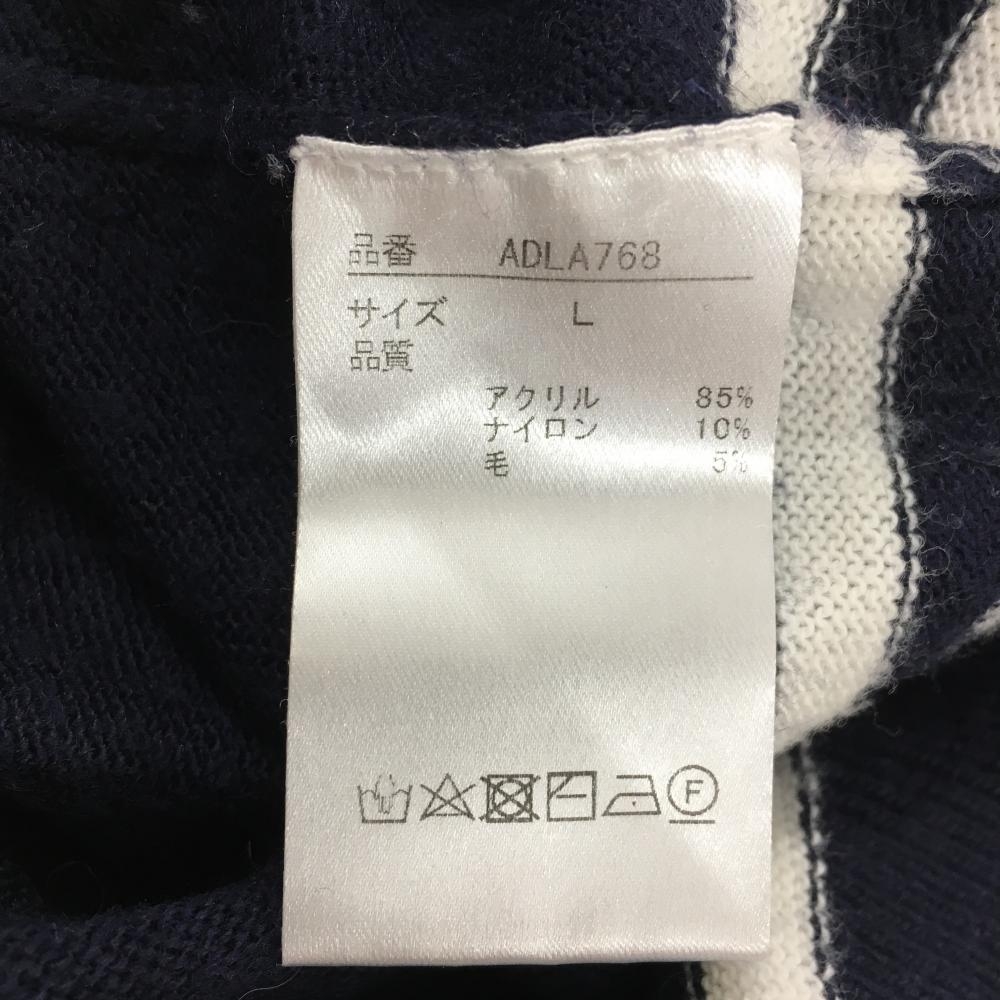 品番 ADLA768
サイズ L
品質
アクリル 85%
ナイロン 10%
毛 5%
F